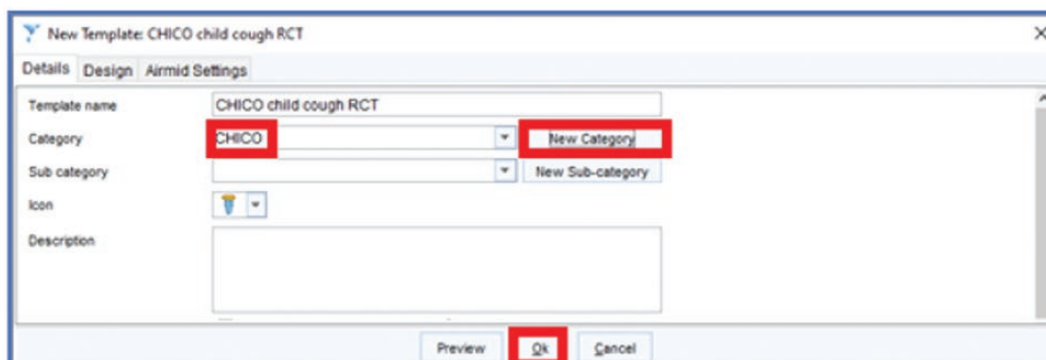 New Template: CHICO child cough RCT
Details Design Airmid Settings
Template name CHICO child cough RCT
Category CHICO New Category
Sub category New Sub-category
Icon
Description
Preview Ok Cancel